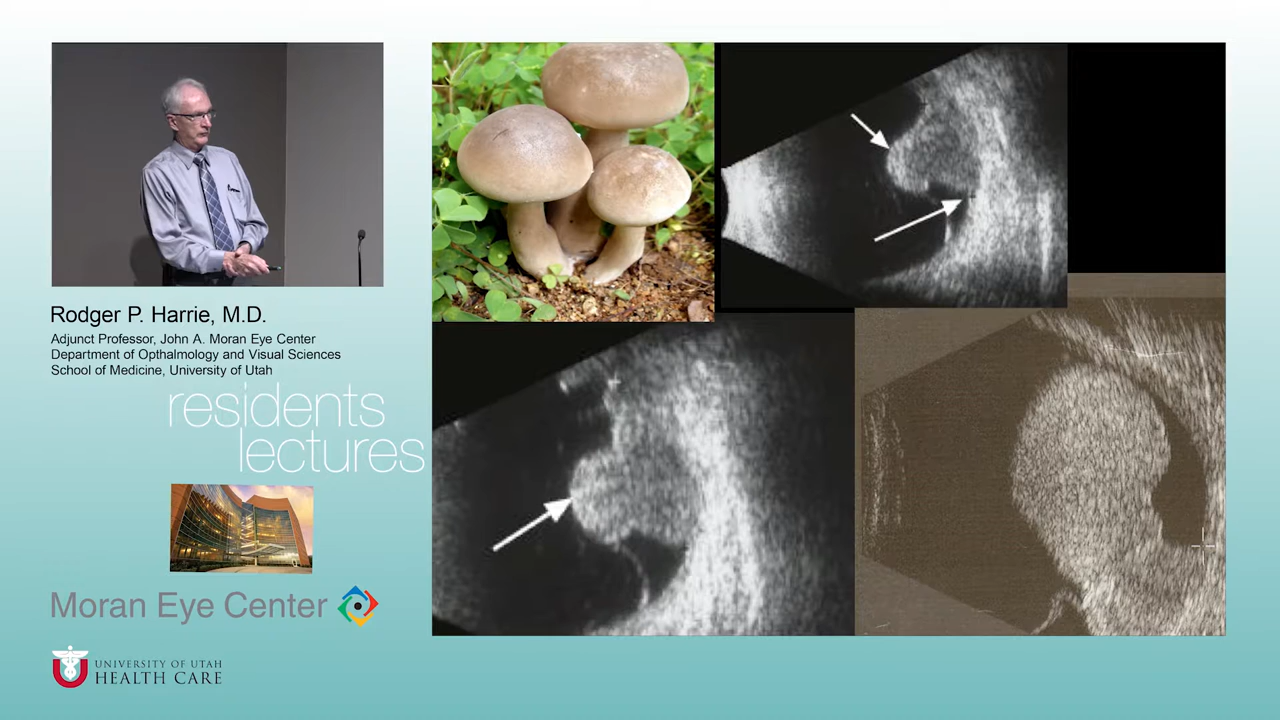 Rodger P. Harrie, M.D.
Adjunct Professor, John A. Moran Eye Center
Department of Opthalmology and Visual Sciences
School of Medicine, University of Utah
residents
lectures
Moran Eye Center
UNIVERSITY OF UTAH
HEALTH CARE